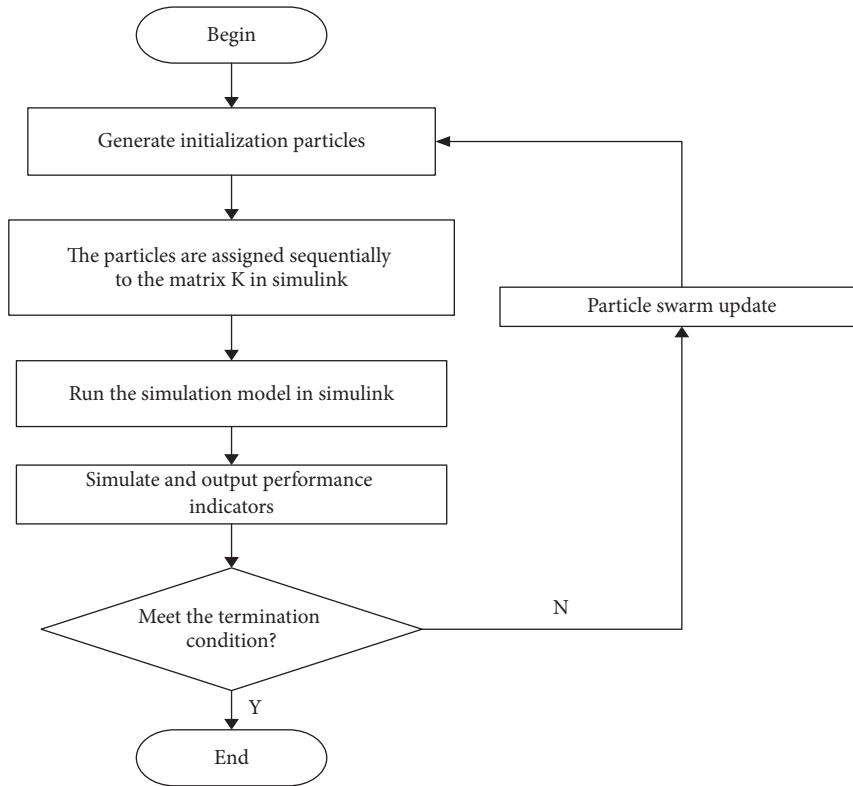 Begin
Generate initialization particles
The particles are assigned sequentially
to the matrix K in simulink
Particle swarm update
Run the simulation model in simulink
Simulate and output performance
indicators
Meet the termination
condition?
N
Y
End